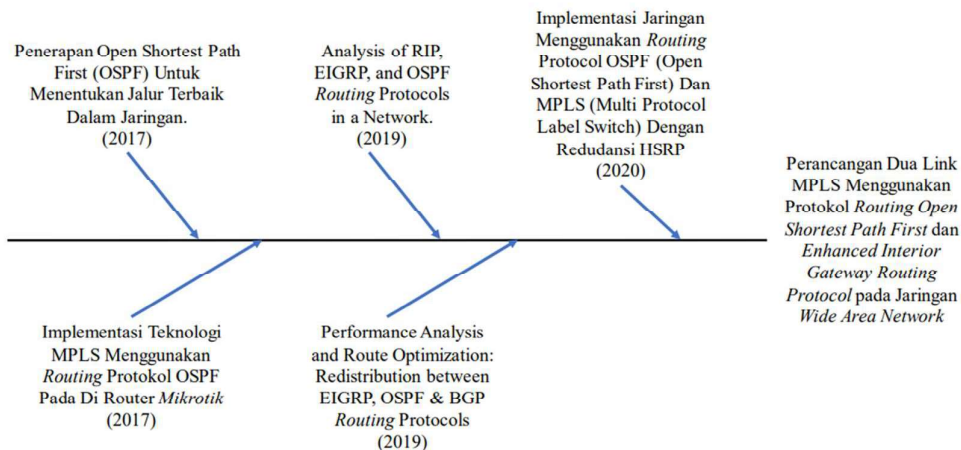 Penerapan Open Shortest Path
First (OSPF) Untuk
Menentukan Jalur Terbaik
Dalam Jaringan.
(2017)
Analysis of RIP,
EIGRP, and OSPF
Routing Protocols
in a Network.
(2019)
Implementasi Jaringan
Menggunakan Routing
Protocol OSPF (Open
Shortest Path First) Dan
MPLS (Multi Protocol
Label Switch) Dengan
Redudansi HSRP
(2020)
Perancangan Dua Link
MPLS Menggunakan
Protokol Routing Open
Shortest Path First dan
Enhanced Interior
Gateway Routing
Protocol pada Jaringan
Wide Area Network
Implementasi Teknologi
MPLS Menggunakan
Routing Protokol OSPF
Pada Di Router Mikrotik
(2017)
Performance Analysis
and Route Optimization:
Redistribution between
EIGRP, OSPF & BGP
Routing Protocols
(2019)